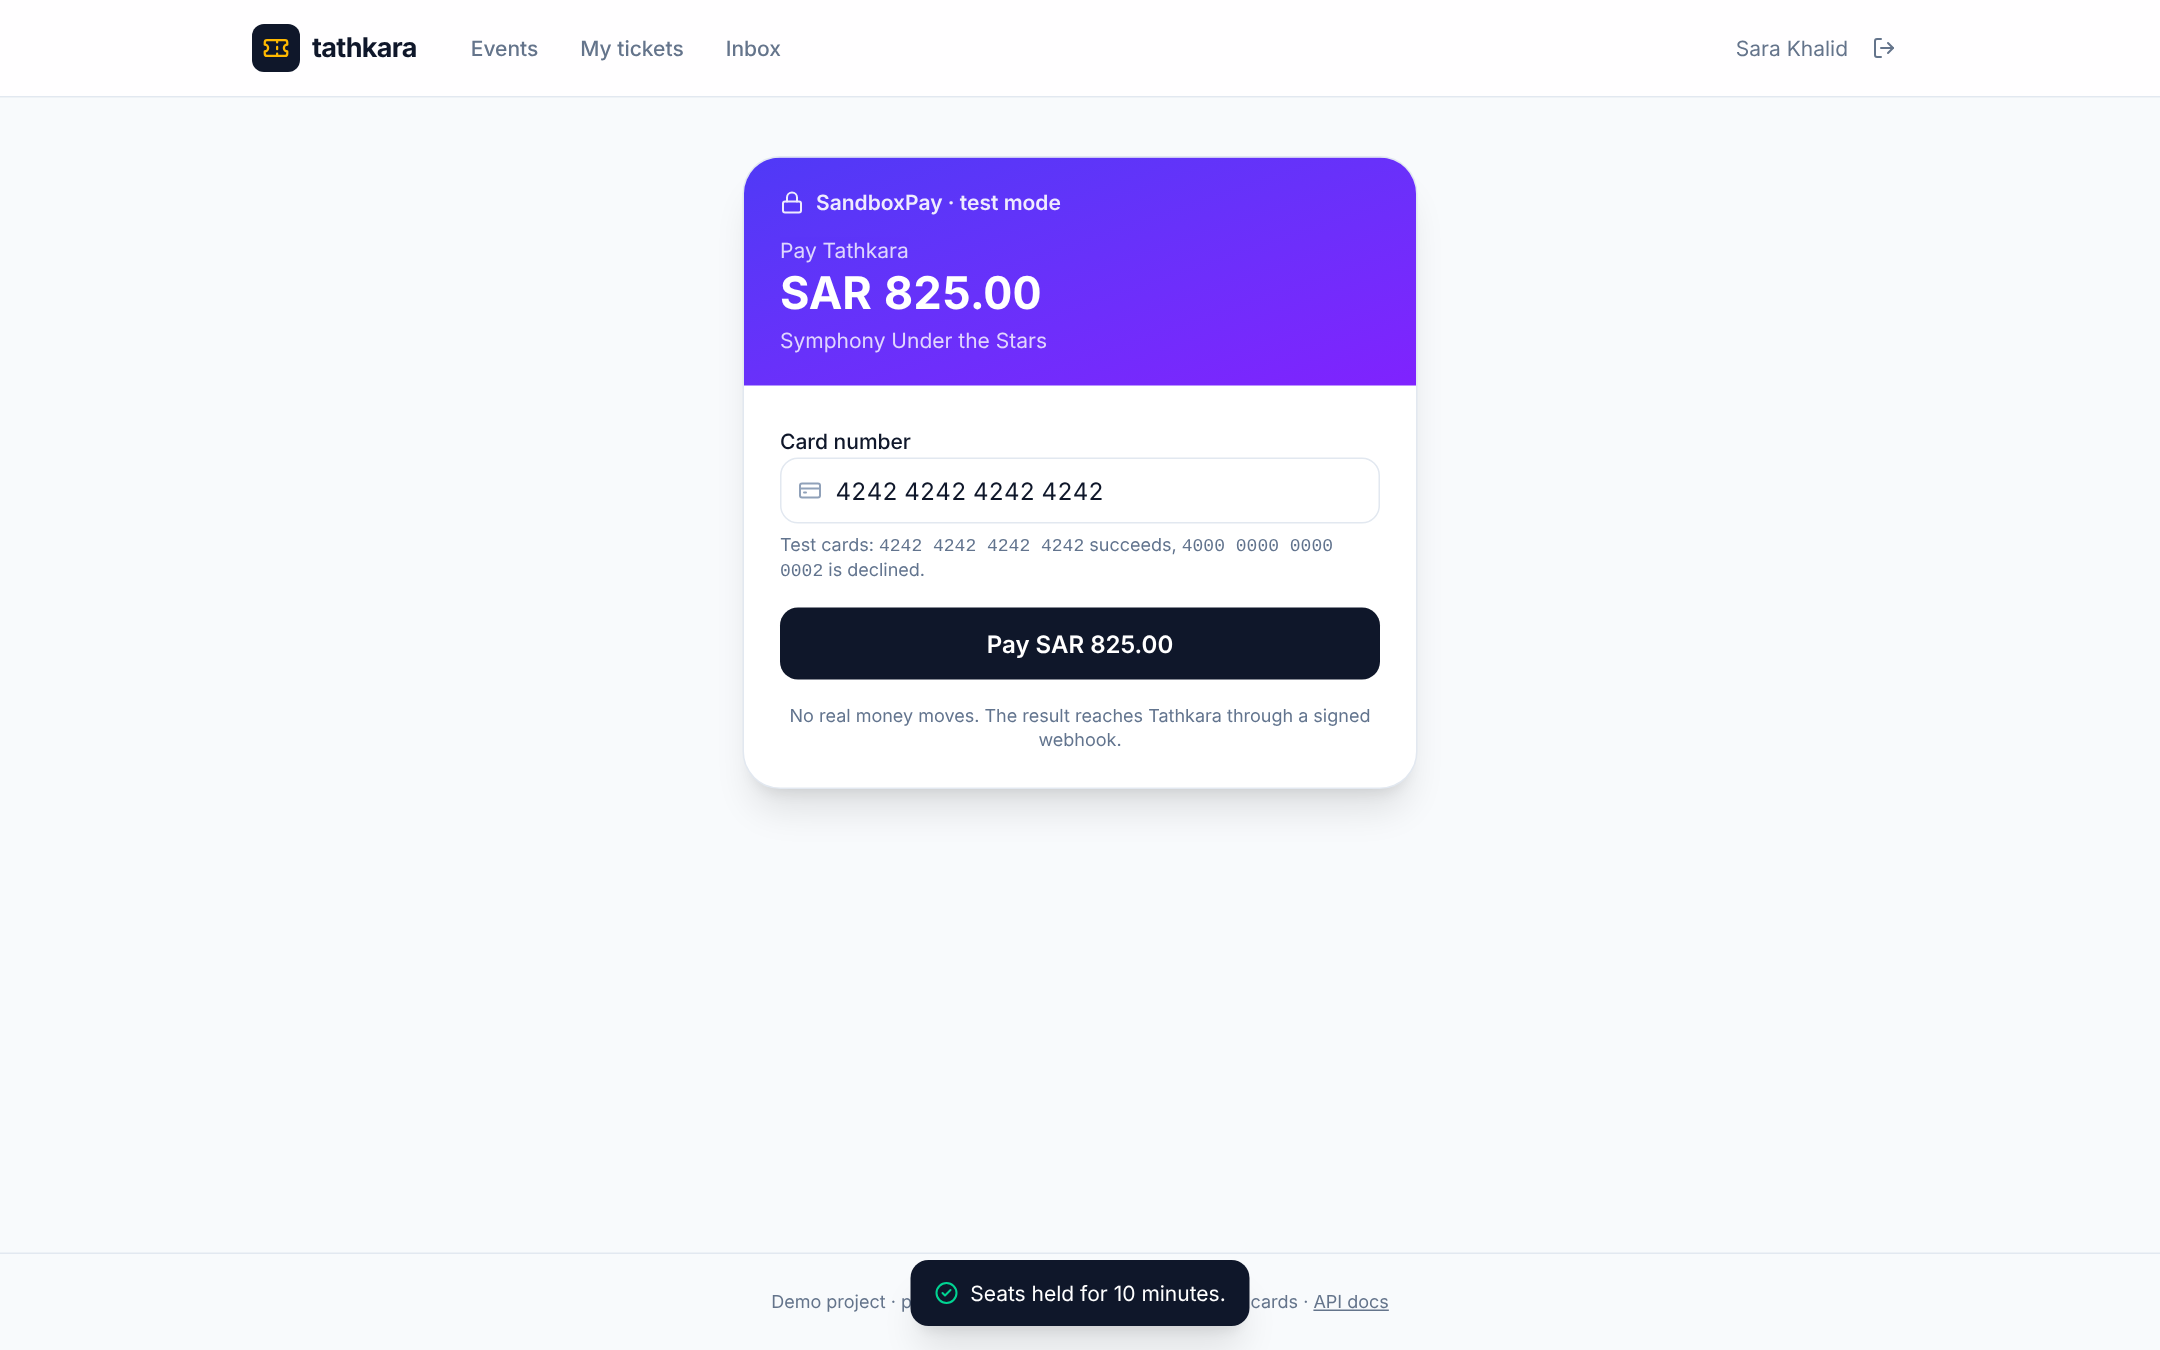 tathkara
Events
My tickets
Inbox
Sara Khalid
SandboxPay · test mode
Pay Tathkara
SAR 825.00
Symphony Under the Stars
Card number
4242 4242 4242 4242
Test cards: 4242 4242 4242 4242 succeeds, 4000 0000 0000
0002 is declined.
Pay SAR 825.00
No real money moves. The result reaches Tathkara through a signed
webhook.
Seats held for 10 minutes.
Demo project · cards · API docs